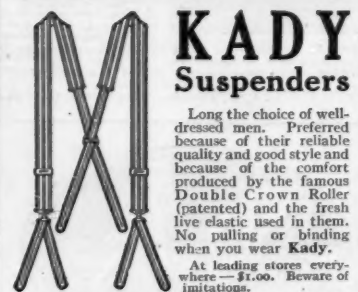 KADY
Suspenders
Long the choice of well-
dressed men. Preferred
because of their reliable
quality and good style and
because of the comfort
produced by the famous
Double Crown Roller
(patented) and the fresh
live elastic used in them.
No pulling or binding
when you wear Kady.
At leading stores every-
where — $1.00. Beware of
imitations.